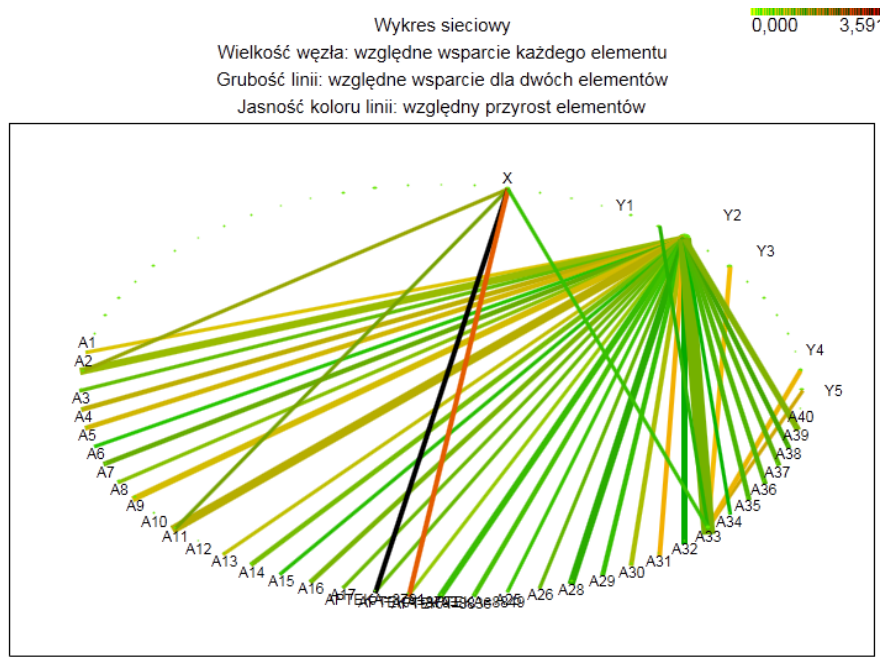 Wykres sieciowy
Wielkość węzła: względne wsparcie każdego elementu
Grubość linii: względne wsparcie dla dwóch elementów
Jasność koloru linii: względny przyrost elementów
0,000 3,591
X
Y1
Y2
Y3
Y4
Y5
A1
A2
A3
A4
A5
A6
A7
A8
A9
A10
A11
A12
A13
A14
A15
A16
A17
A25
A26
A28
A29
A30
A31
A32
A33
A34
A35
A36
A37
A38
A39
A40